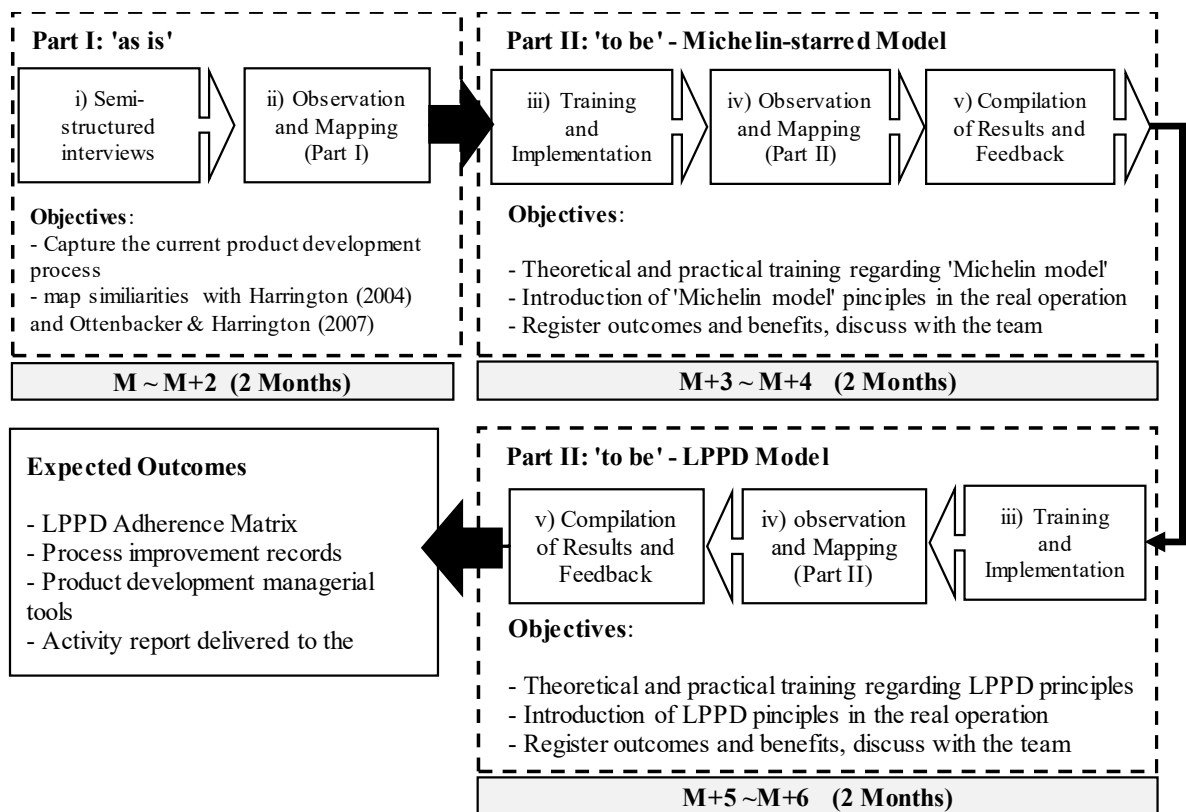 Part I: 'as is'
i) Semi-
structured
interviews
ii) Observation
and Mapping
(Part I)
Objectives:
- Capture the current product development
process
- map similiarities with Harrington (2004)
and Ottenbacker & Harrington (2007)
M ~ M+2 (2 Months)
Part II: 'to be' - Michelin-starred Model
iii) Training
and
Implementation
iv) Observation
and Mapping
(Part II)
v) Compilation
of Results and
Feedback
Objectives:
- Theoretical and practical training regarding 'Michelin model'
- Introduction of 'Michelin model' pinciples in the real operation
- Register outcomes and benefits, discuss with the team
M+3 ~ M+4 (2 Months)
Part II: 'to be' - LPPD Model
iii) Training
and
Implementation
iv) observation
and Mapping
(Part II)
v) Compilation
of Results and
Feedback
Objectives:
- Theoretical and practical training regarding LPPD principles
- Introduction of LPPD pinciples in the real operation
- Register outcomes and benefits, discuss with the team
M+5 ~M+6 (2 Months)
Expected Outcomes
- LPPD Adherence Matrix
- Process improvement records
- Product development managerial
tools
- Activity report delivered to the